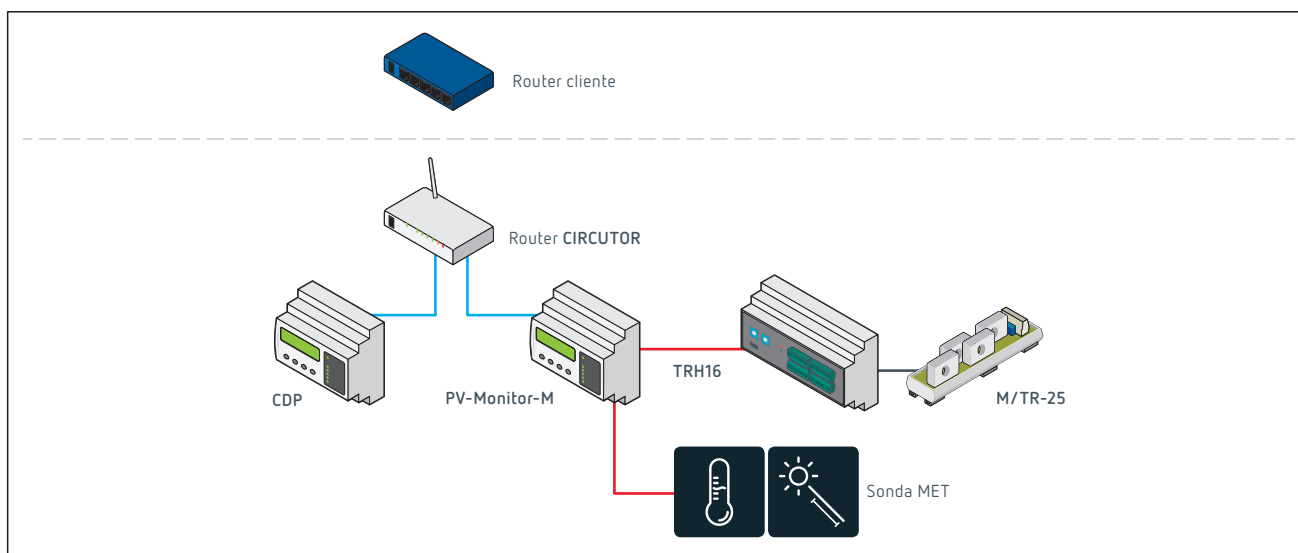 Router cliente
Router CIRCUTOR
CDP
PV-Monitor-M
TRH16
M/TR-25
Sonda MET